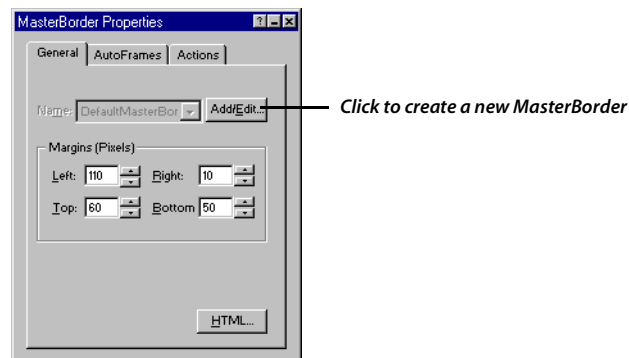 MasterBorder Properties
General AutoFrames Actions
Name: DefaultMasterBor Add/Edit...
Click to create a new MasterBorder
Margins (Pixels)
Left: 110 Right: 10
Top: 60 Bottom 50
HTML...